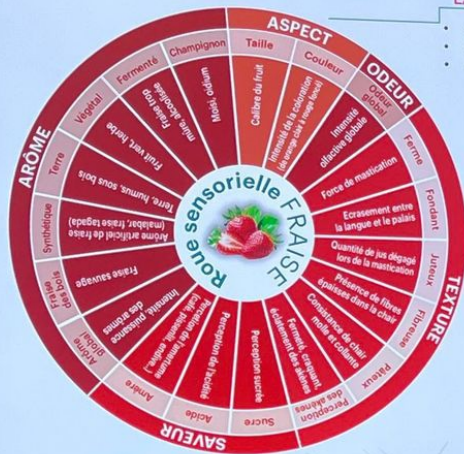 ASPECT
Taille
Calibre du fruit
Couleur
Intensité de la coloration
(de orange clair à rouge foncé)
ODEUR
Odeur
global
Intensité
olfactive globale
TEXTURE
Ferme
Force de mastication
Fondant
Ecrasement entre
la langue et le palais
Juteux
Quantité de jus dégagé
lors de la mastication
Fibreuse
Présence de fibres
épaisses dans la chair
Pâteux
Consistance de chair
molle et collante
Perception
des akènes
Fermeté, craquant
éclatement des akènes
SAVEUR
Sucre
Perception sucrée
Acide
Perception de l'acidité
Amère
Perception de l'amertume
ARÔME
Arôme
global
Intensité, puissance
des arômes
Fraise
des bois
Fraise sauvage
Synthétique
Arôme artificiel de fraise
(malabar, fraise tagada)
Terre
Terre, humus, sous bois
Végétal
Fruit vert, herbe
Fermenté
Fraise trop
mûre, alcoolisée
Champignon
Moisi, oïdium
Roue sensorielle FRAISE